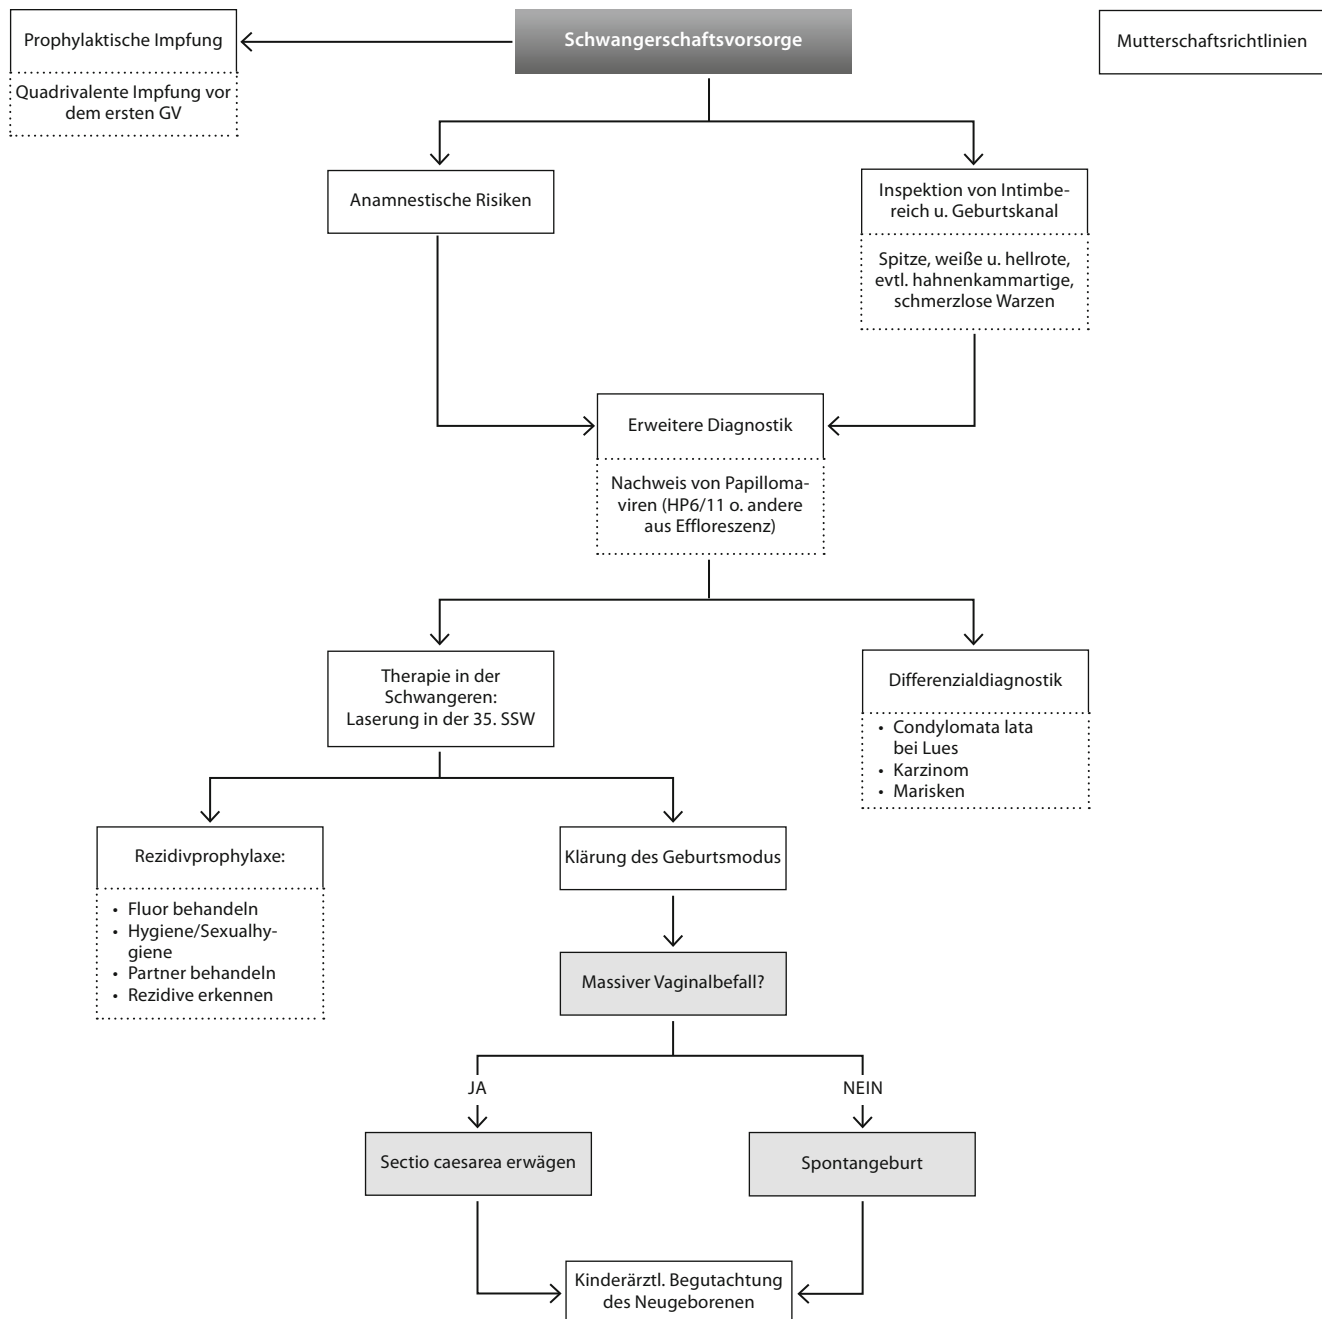 Prophylaktische Impfung
Quadrivalente Impfung vor
dem ersten GV
Schwangerschaftsvorsorge
Mutterschaftsrichtlinien
Anamnestische Risiken
Inspektion von Intimbe-
reich u. Geburtskanal
Spitze, weiße u. hellrote,
evtl. hahnenkammartige,
schmerzlose Warzen
Erweitere Diagnostik
Nachweis von Papilloma-
viren (HP6/11 o. andere
aus Effloreszenz)
Therapie in der
Schwangeren:
Laserung in der 35. SSW
Differenzialdiagnostik
• Condylomata lata
bei Lues
• Karzinom
• Marisken
Rezidivprophylaxe:
• Fluor behandeln
• Hygiene/Sexualhy-
giene
• Partner behandeln
• Rezidive erkennen
Klärung des Geburtsmodus
Massiver Vaginalbefall?
JA
NEIN
Sectio caesarea erwägen
Spontangeburt
Kinderärztl. Begutachtung
des Neugeborenen